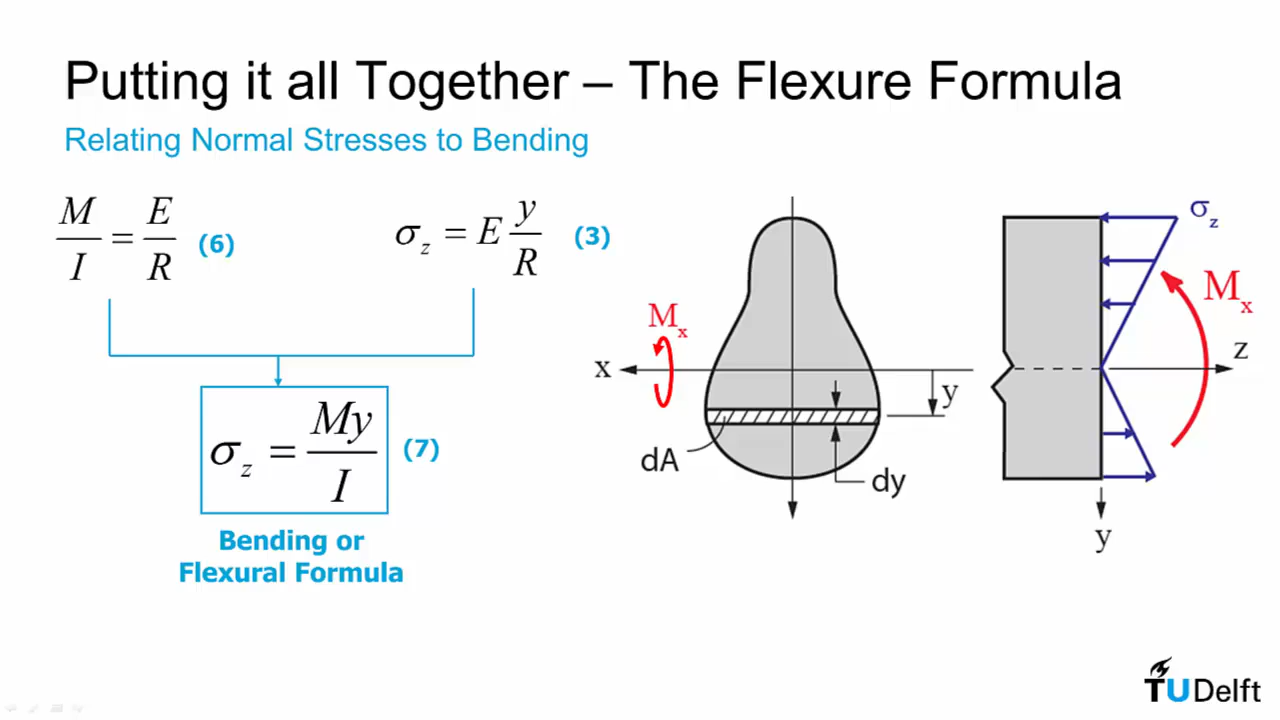 Putting it all Together – The Flexure Formula
Relating Normal Stresses to Bending
M/I = E/R (6)
σz = E y/R (3)
σz = My/I (7)
Bending or
Flexural Formula
Mx
x
y
dA
dy
σz
Mx
z
y
TUDelft